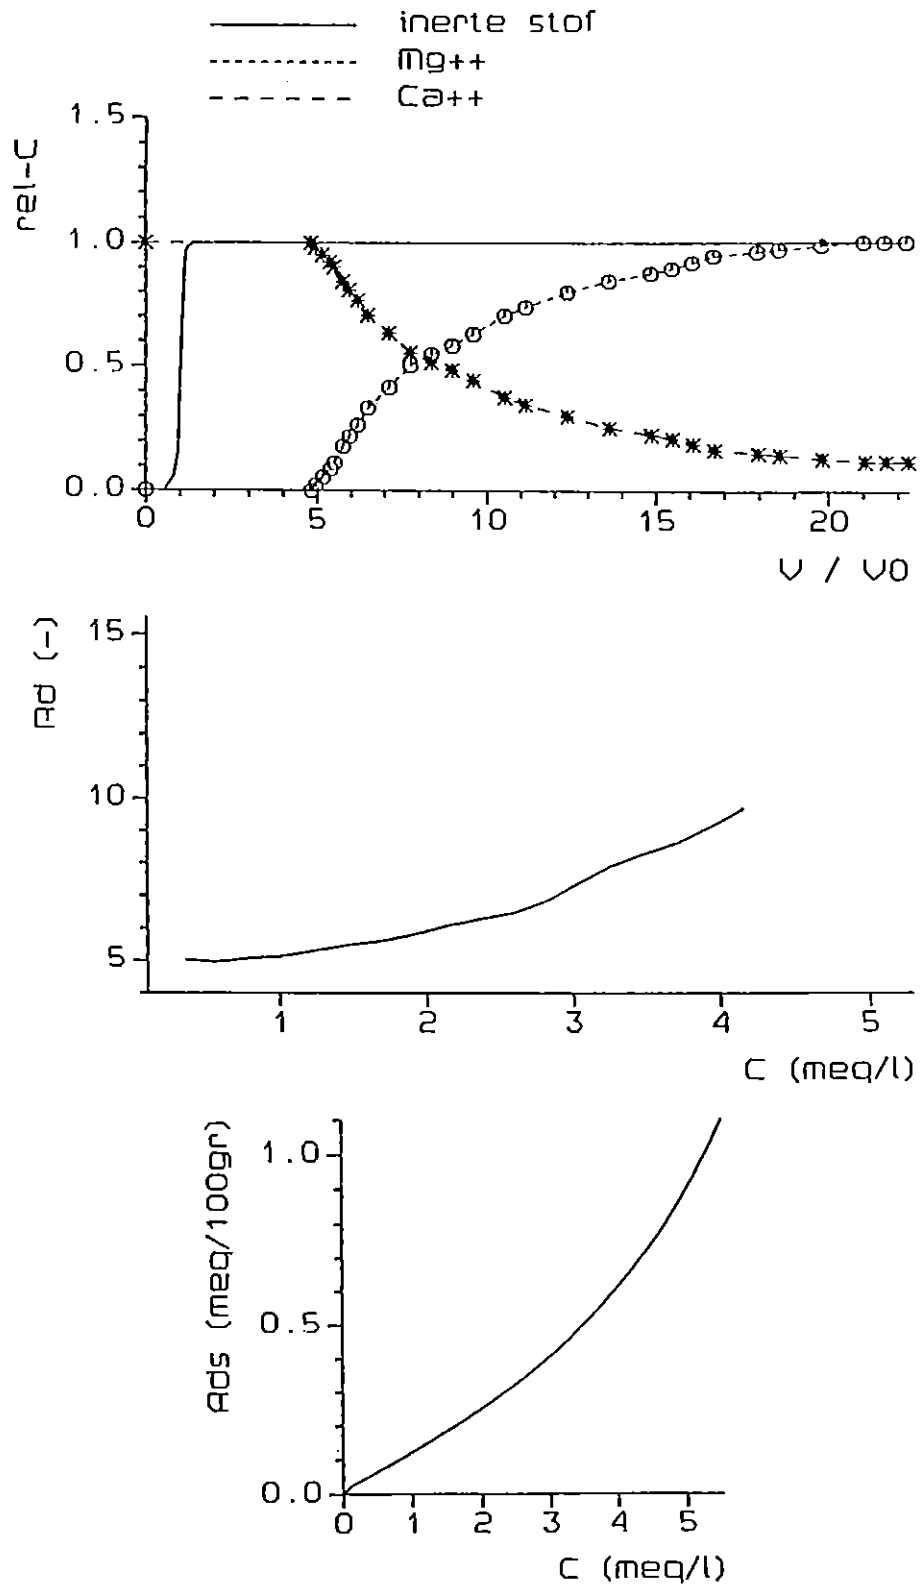 inerte stof
Mg++
Ca++
rel-C
1.5
1.0
0.5
0.0
0 5 10 15 20
V / V0
Rd (-)
15
10
5
1 2 3 4 5
C (meq/l)
Ads (meq/100gr)
1.0
0.5
0.0
0 1 2 3 4 5
C (meq/l)